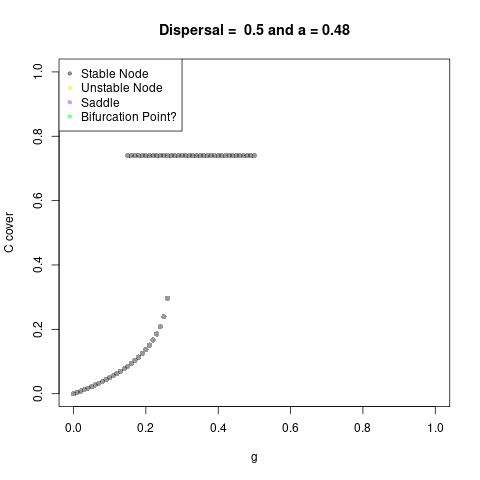 Dispersal = 0.5 and a = 0.48
Stable Node
Unstable Node
Saddle
Bifurcation Point?
1.0
0.8
0.6
0.4
0.2
0.0
C cover
0.0 0.2 0.4 0.6 0.8 1.0
g